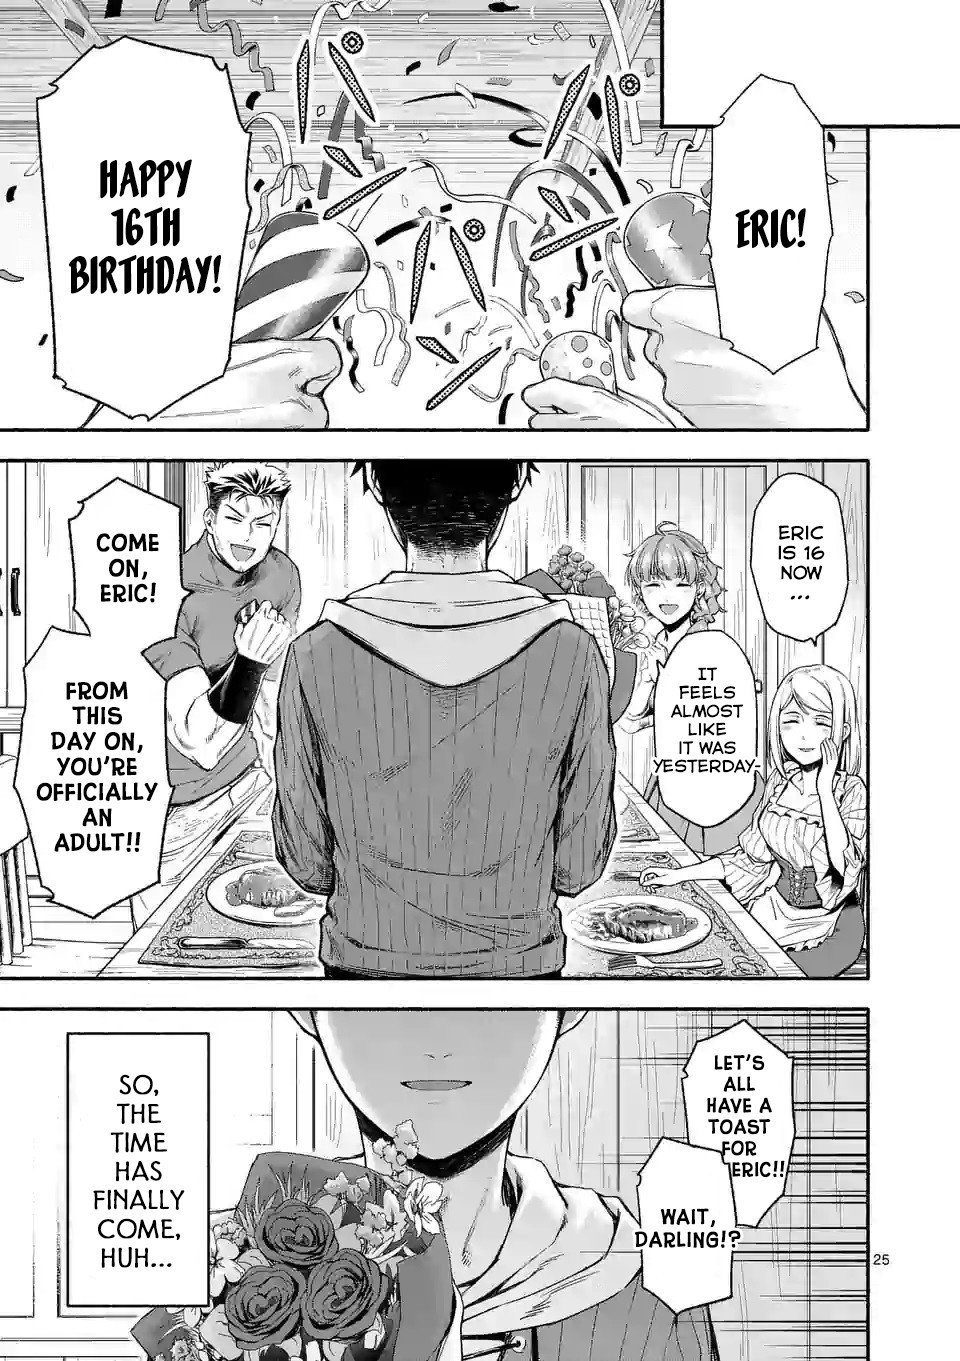 ERIC!
HAPPY
16TH
BIRTHDAY!
ERIC
IS 16
NOW
...
IT
FEELS
ALMOST
LIKE
IT WAS
YESTERDAY-
COME
ON,
ERIC!
FROM
THIS
DAY ON,
YOU'RE
OFFICIALLY
AN
ADULT!!
LET'S
ALL
HAVE A
TOAST
FOR
ERIC!!
WAIT,
DARLING!?
SO,
THE
TIME
HAS
FINALLY
COME,
HUH...
25